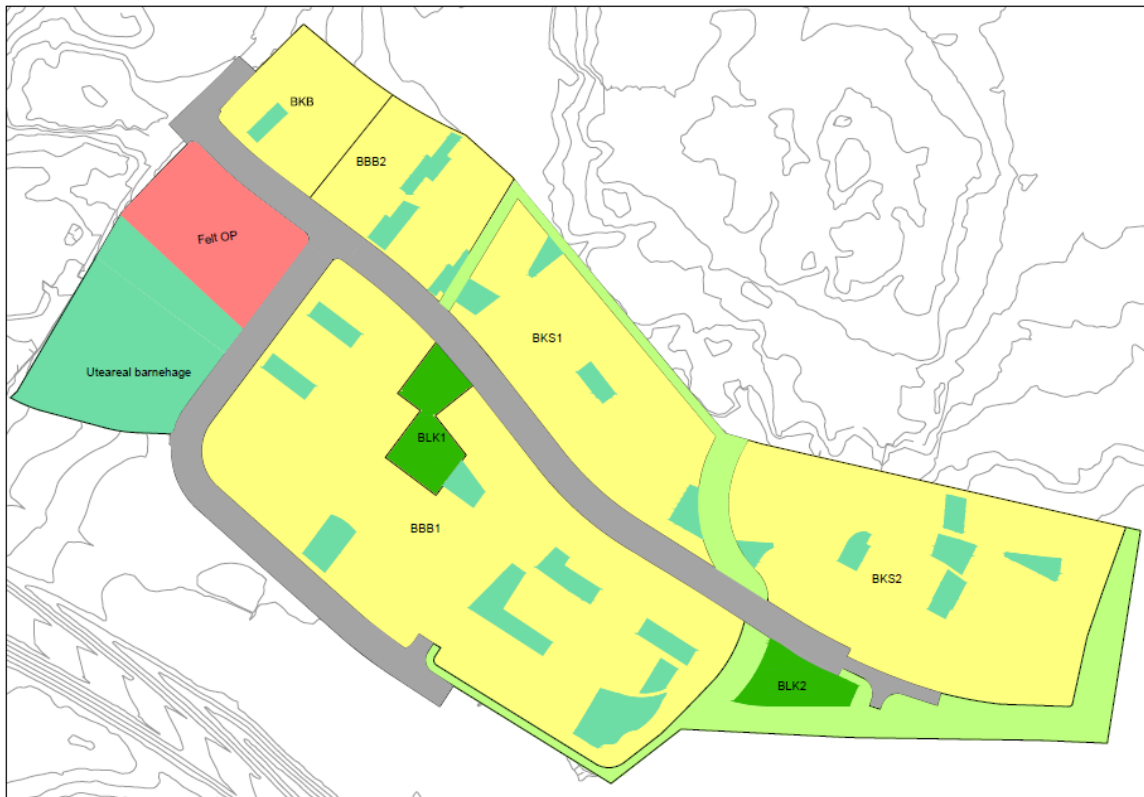 BKB
BBB2
Felt OP
BKS1
Uteareal barnehage
BLK1
BBB1
BKS2
BLK2